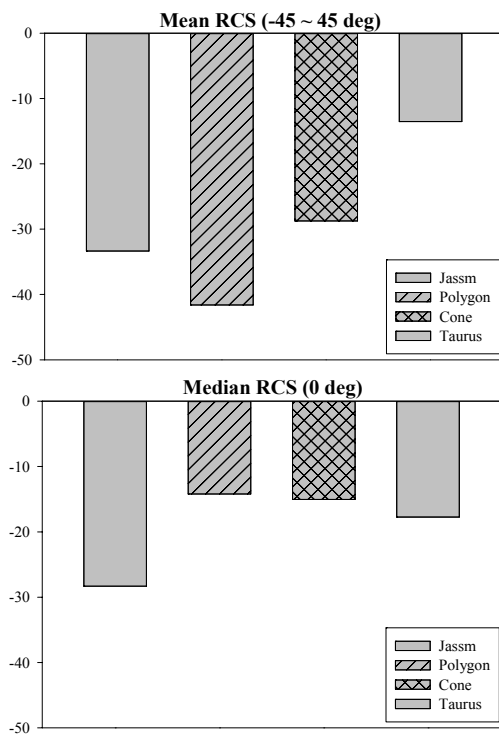 Mean RCS (-45 ~ 45 deg)
0
-10
-20
-30
-40
-50
Jassm
Polygon
Cone
Taurus
Median RCS (0 deg)
0
-10
-20
-30
-40
-50
Jassm
Polygon
Cone
Taurus